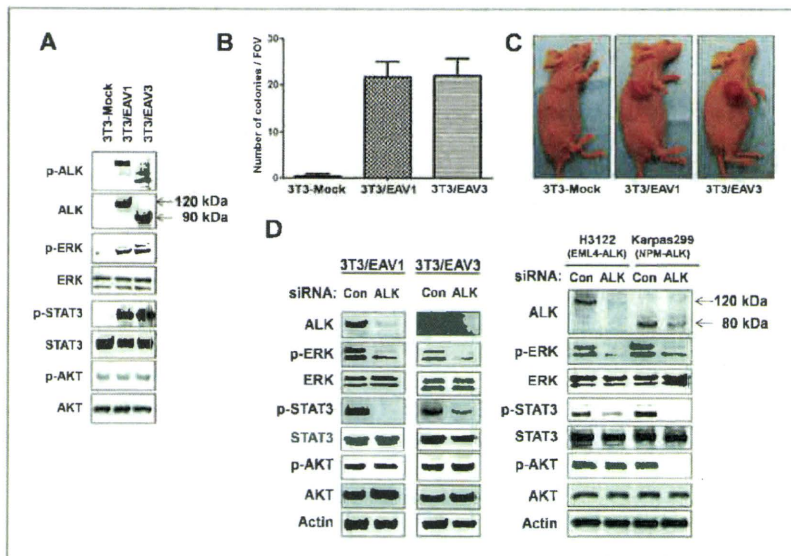 A
3T3-Mock
3T3/EAV1
3T3/EAV3
p-ALK
ALK
120 kDa
90 kDa
p-ERK
ERK
p-STAT3
STAT3
p-AKT
AKT
B
Number of colonies / FOV
30
20
10
0
3T3-Mock
3T3/EAV1
3T3/EAV3
C
3T3-Mock
3T3/EAV1
3T3/EAV3
D
3T3/EAV1
3T3/EAV3
siRNA: Con ALK Con ALK
ALK
p-ERK
ERK
p-STAT3
STAT3
p-AKT
AKT
Actin
H3122
(EML4-ALK)
Karpas299
(NPM-ALK)
siRNA: Con ALK Con ALK
ALK
120 kDa
80 kDa
p-ERK
ERK
p-STAT3
STAT3
p-AKT
AKT
Actin